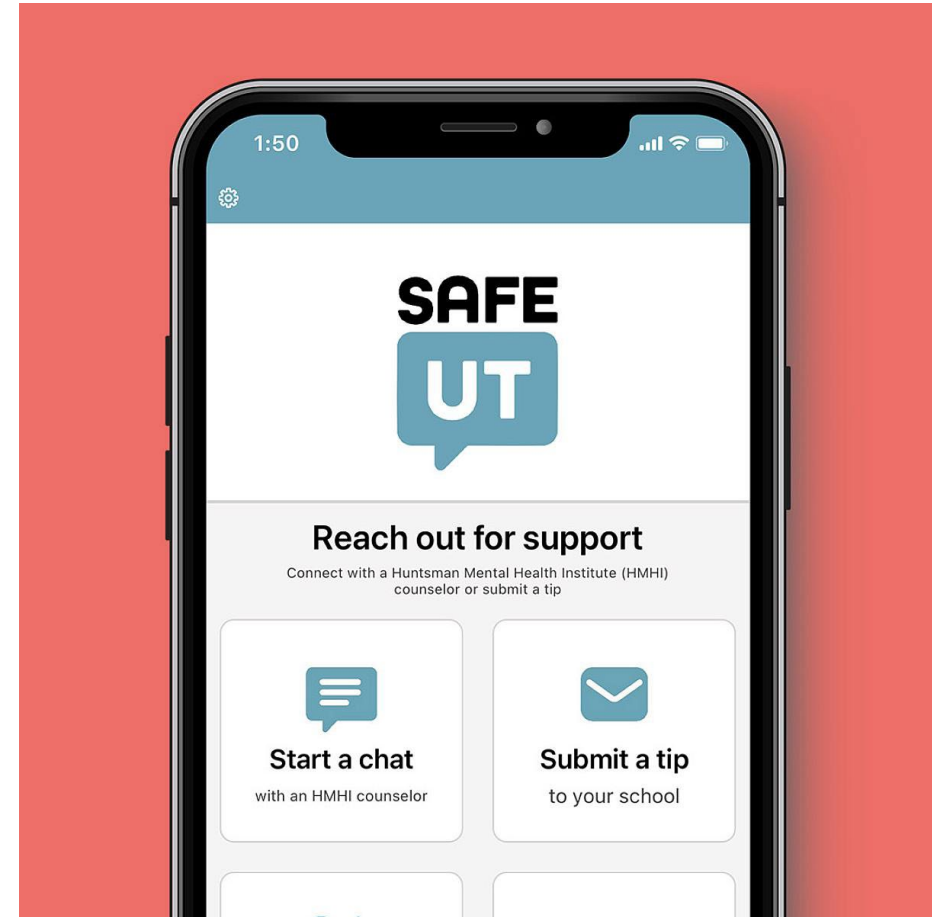 1:50
SAFE
UT
Reach out for support
Connect with a Huntsman Mental Health Institute (HMHI)
counselor or submit a tip
Start a chat
with an HMHI counselor
Submit a tip
to your school